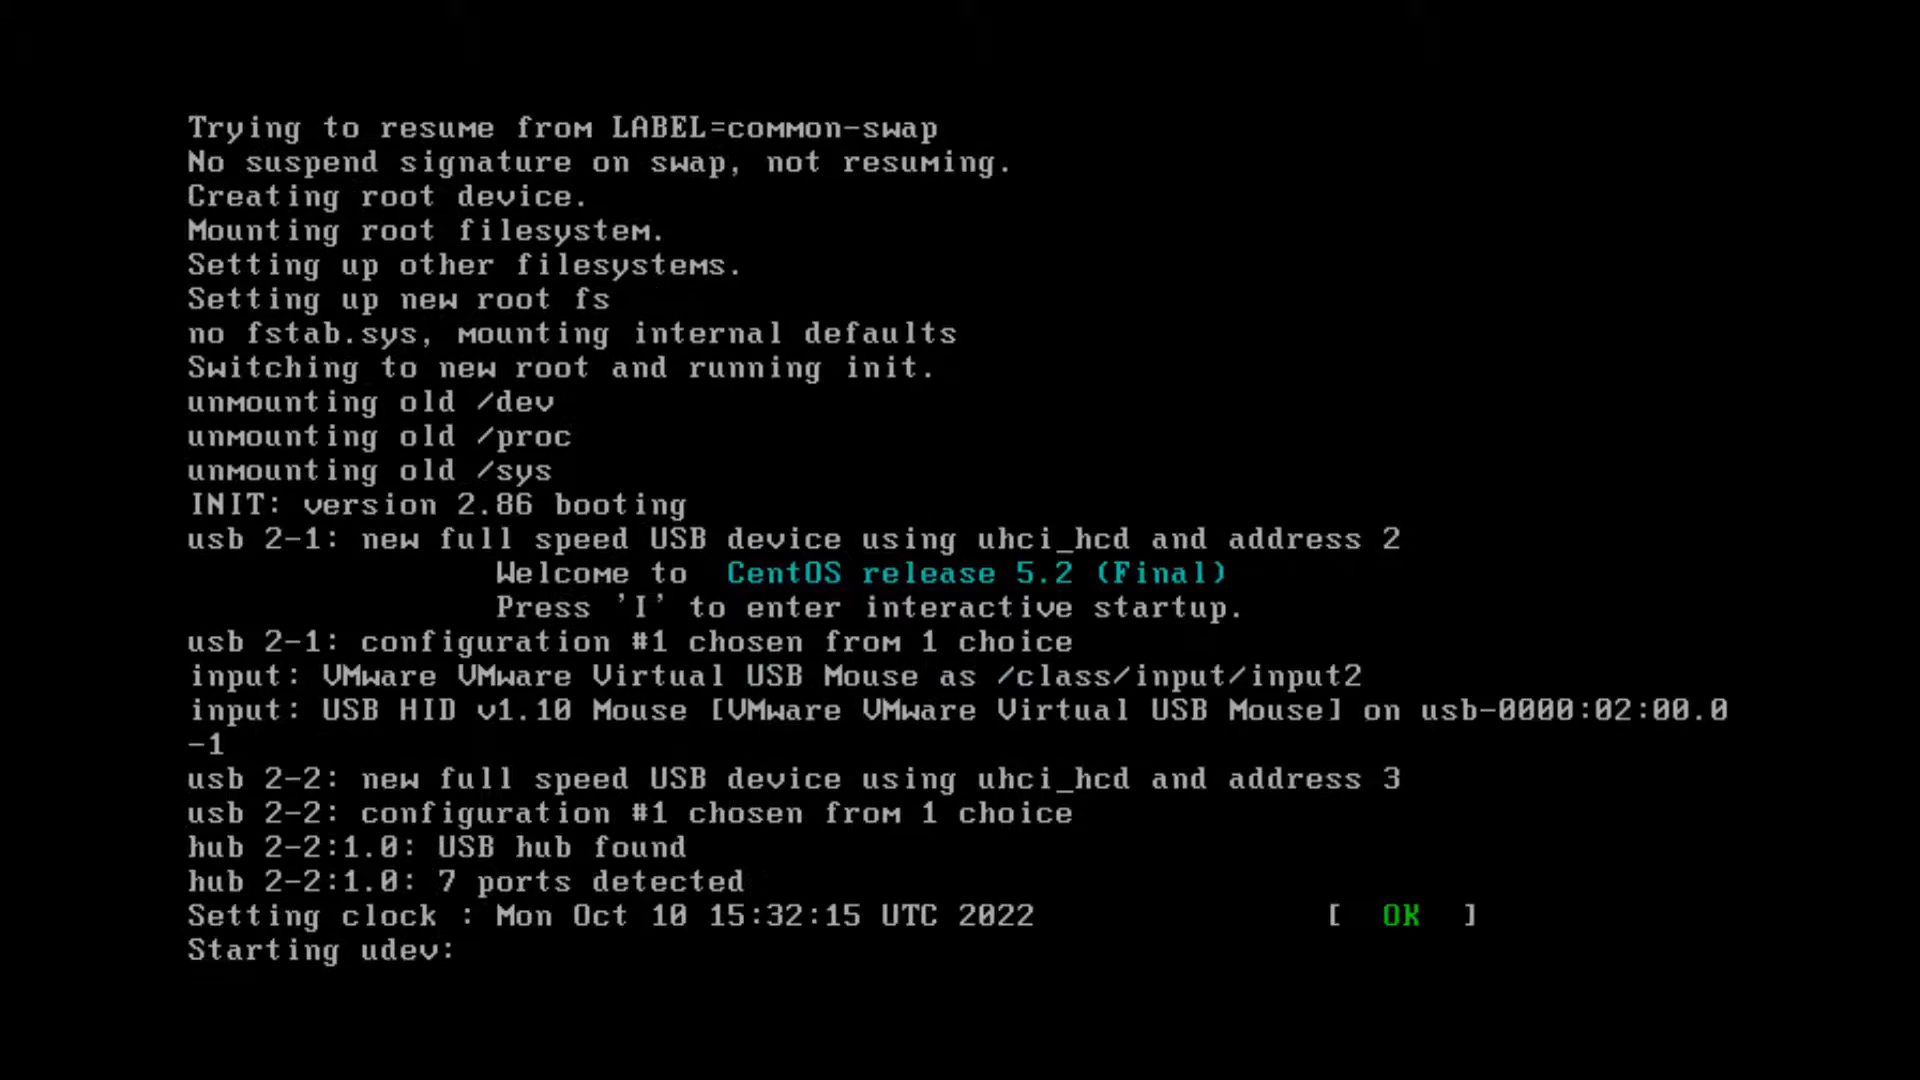 Trying to resume from LABEL=common-swap
No suspend signature on swap, not resuming.
Creating root device.
Mounting root filesystem.
Setting up other filesystems.
Setting up new root fs
no fstab.sys, mounting internal defaults
Switching to new root and running init.
unmounting old /dev
unmounting old /proc
unmounting old /sys
INIT: version 2.86 booting
usb 2-1: new full speed USB device using uhci_hcd and address 2
Welcome to  CentOS release 5.2 (Final)
Press 'I' to enter interactive startup.
usb 2-1: configuration #1 chosen from 1 choice
input: VMware VMware Virtual USB Mouse as /class/input/input2
input: USB HID v1.10 Mouse [VMware VMware Virtual USB Mouse] on usb-0000:02:00.0
-1
usb 2-2: new full speed USB device using uhci_hcd and address 3
usb 2-2: configuration #1 chosen from 1 choice
hub 2-2:1.0: USB hub found
hub 2-2:1.0: 7 ports detected
Setting clock : Mon Oct 10 15:32:15 UTC 2022 [  OK  ]
Starting udev: